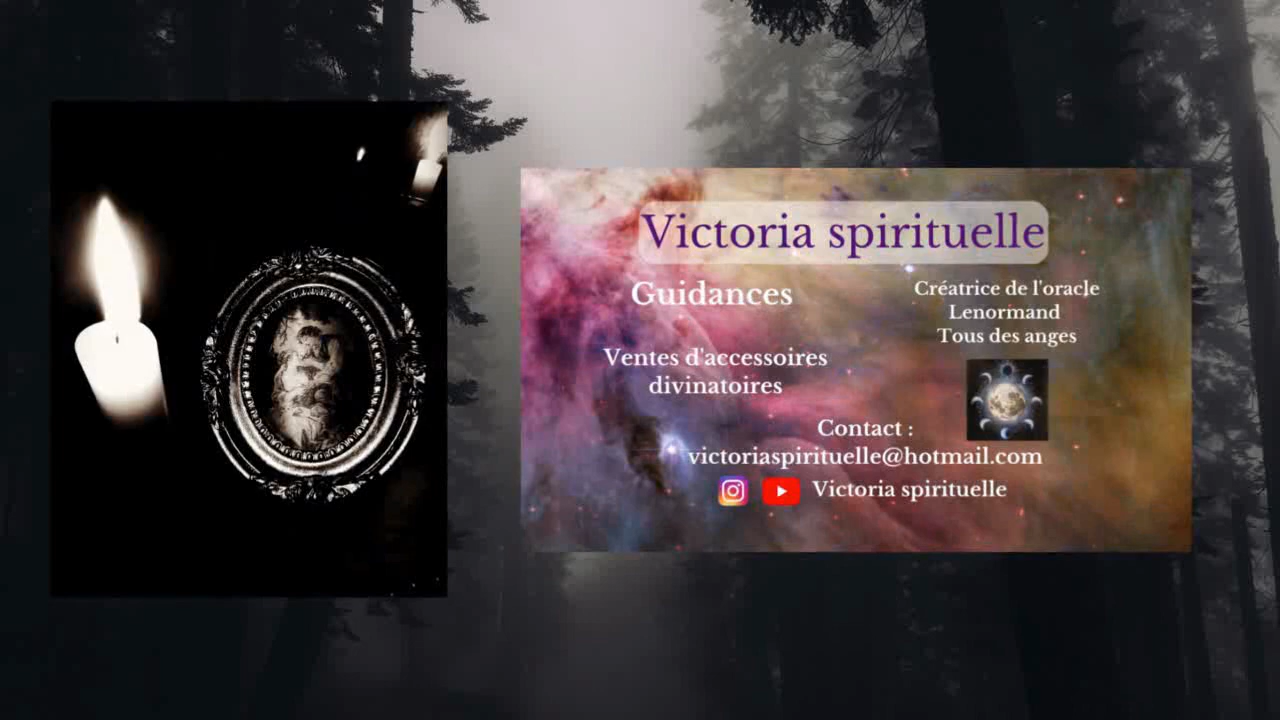 Victoria spirituelle
Guidances
Ventes d'accessoires
divinatoires
Créatrice de l'oracle
Lenormand
Tous des anges
Contact :
victoriaspirituelle@hotmail.com
Victoria spirituelle